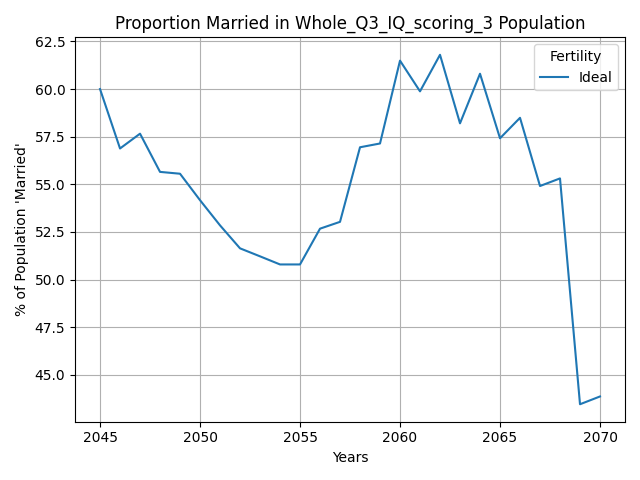 Proportion Married in Whole_Q3_IQ_scoring_3 Population
62.5
60.0
57.5
55.0
52.5
50.0
47.5
45.0
% of Population 'Married'
Fertility
Ideal
2045 2050 2055 2060 2065 2070
Years